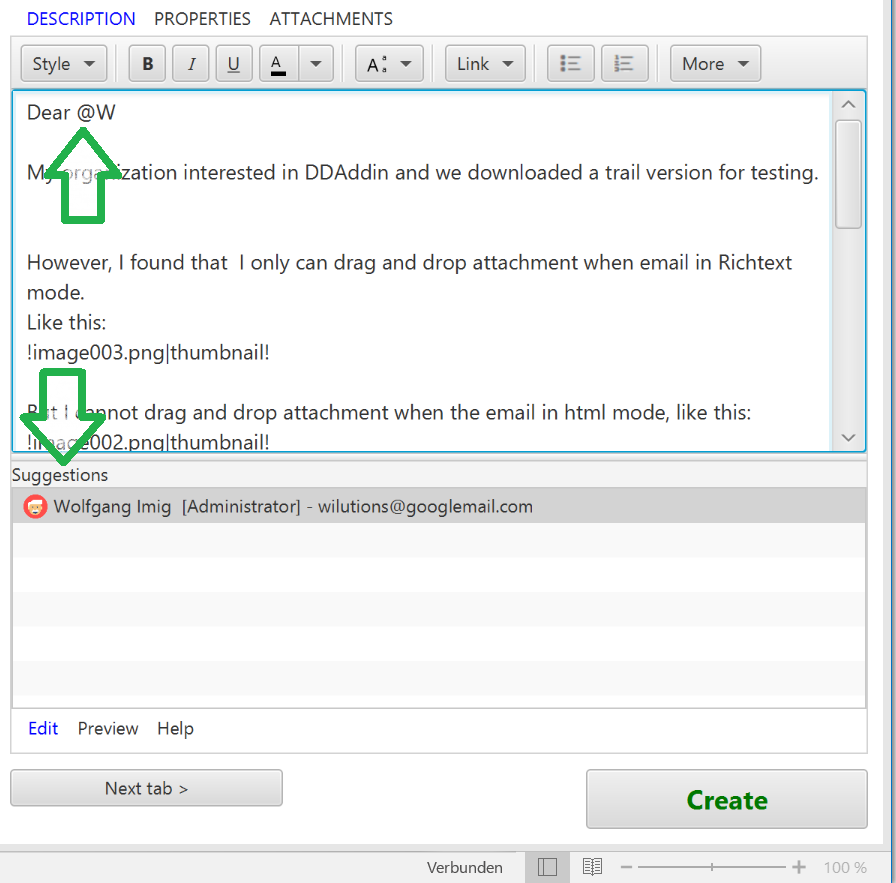 DESCRIPTION PROPERTIES ATTACHMENTS
Style B I U A Aªa Link More
Dear @W
My organization interested in DDAddin and we downloaded a trail version for testing.
However, I found that  I only can drag and drop attachment when email in Richtext
mode.
Like this:
!image003.png|thumbnail!
But I cannot drag and drop attachment when the email in html mode, like this:
!image002.png|thumbnail!
Suggestions
Wolfgang Imig  [Administrator] - wilutions@googlemail.com
Edit Preview Help
Next tab >
Create
Verbunden 100 %